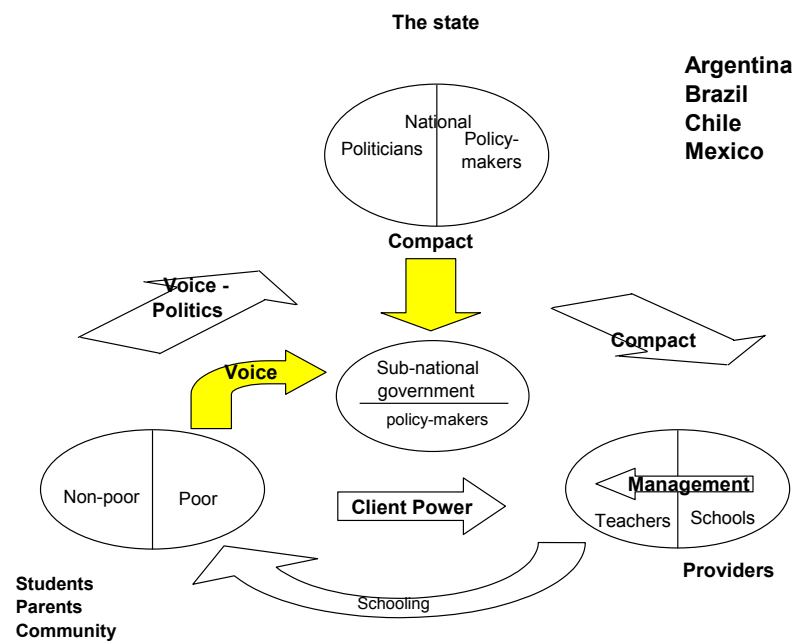 The state
Argentina
Brazil
Chile
Mexico
National
Politicians
Policy-
makers
Compact
Voice -
Politics
Compact
Voice
Sub-national
government
policy-makers
Non-poor
Poor
Client Power
Management
Teachers
Schools
Providers
Schooling
Students
Parents
Community